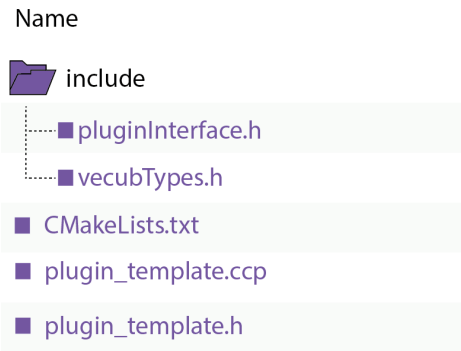 Name
include
pluginInterface.h
vecubTypes.h
CMakeLists.txt
plugin_template.ccp
plugin_template.h